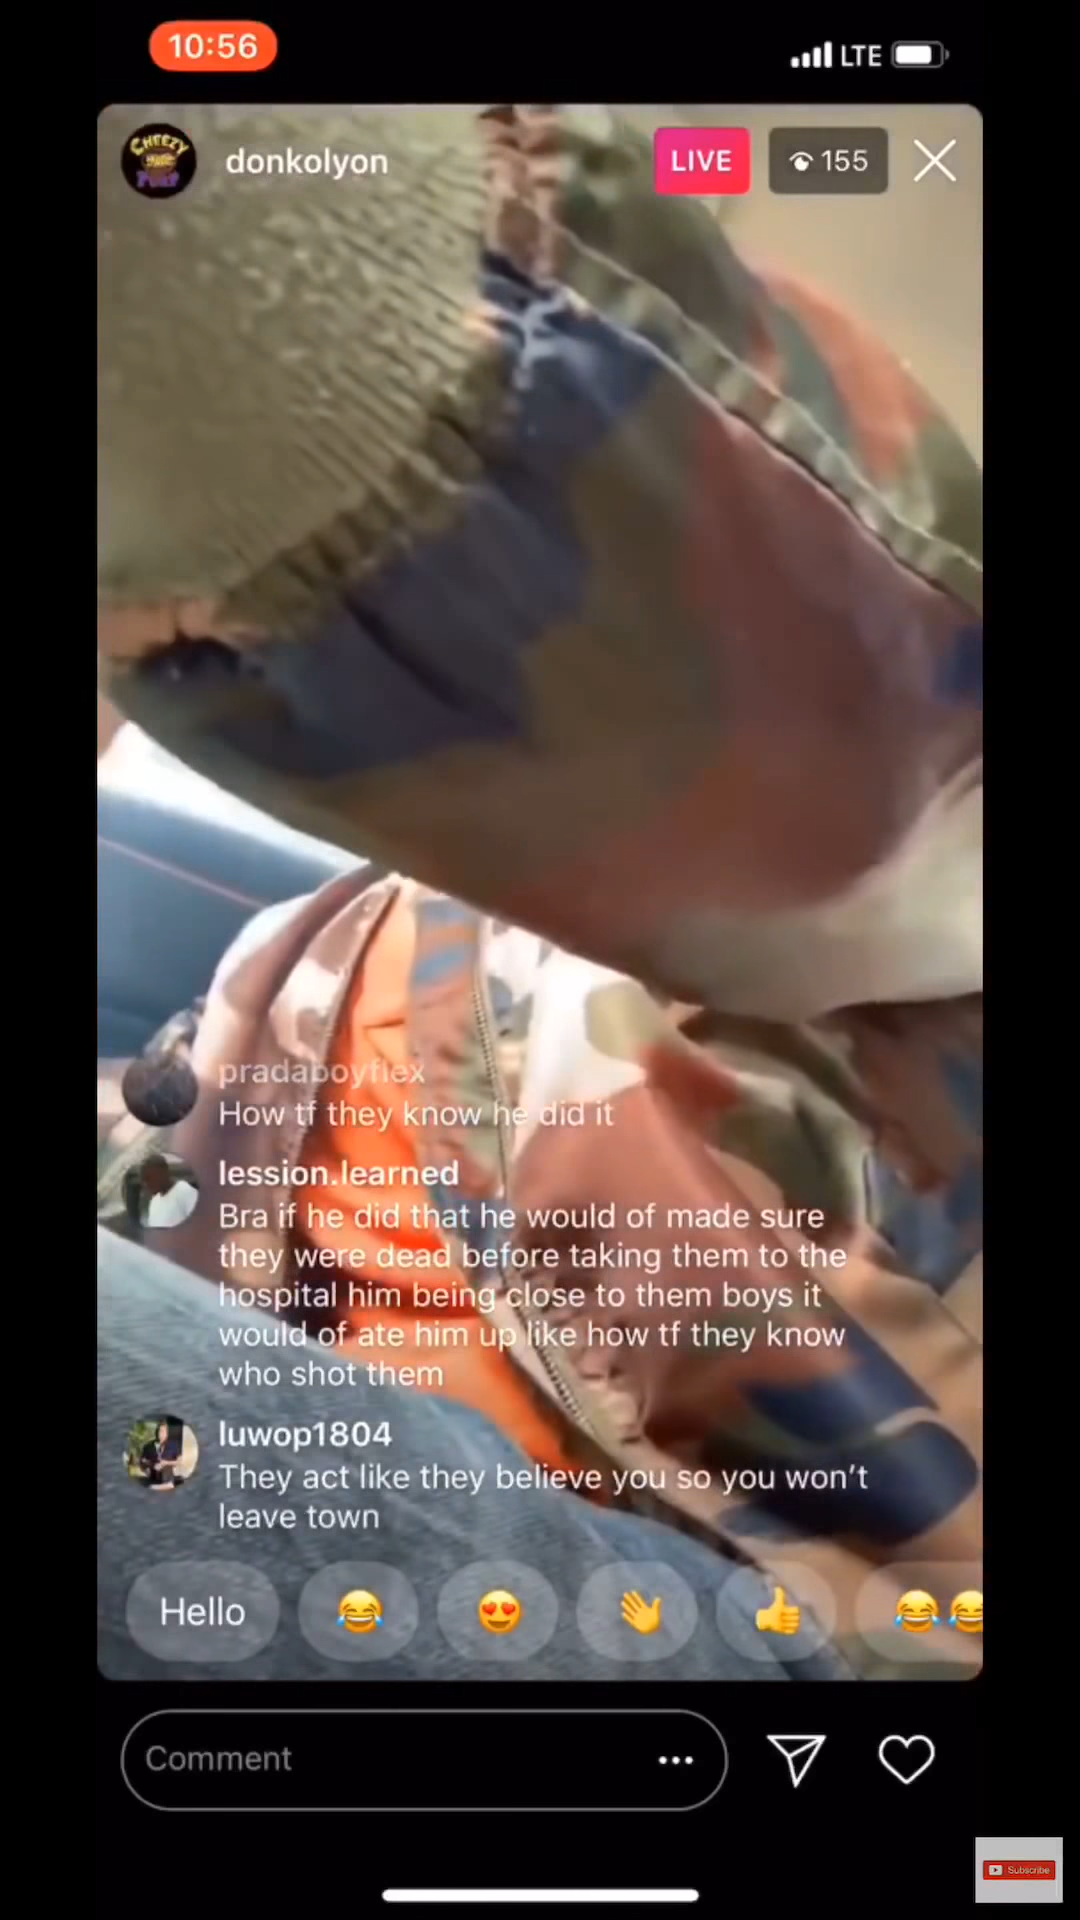 10:56
LTE
CHEEZY
donkolyon
LIVE
155
pradaboyflex
How tf they know he did it
lession.learned
Bra if he did that he would of made sure
they were dead before taking them to the
hospital him being close to them boys it
would of ate him up like how tf they know
who shot them
luwop1804
They act like they believe you so you won't
leave town
Hello
Comment
Subscribe